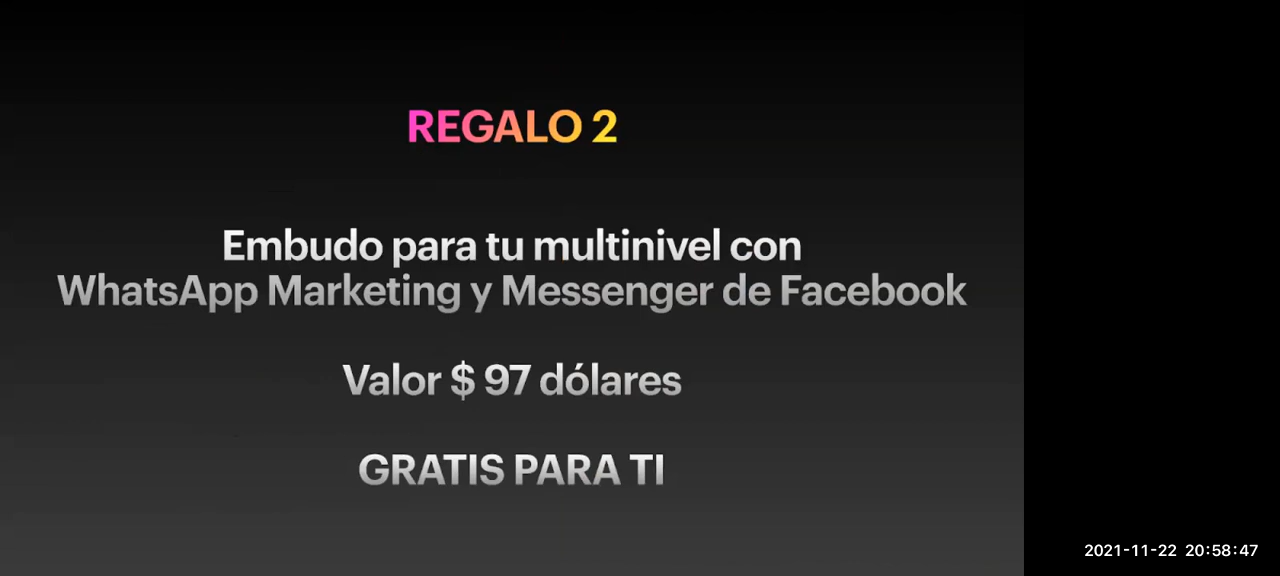 REGALO 2
Embudo para tu multinivel con
WhatsApp Marketing y Messenger de Facebook
Valor $ 97 dólares
GRATIS PARA TI
2021-11-22 20:58:47